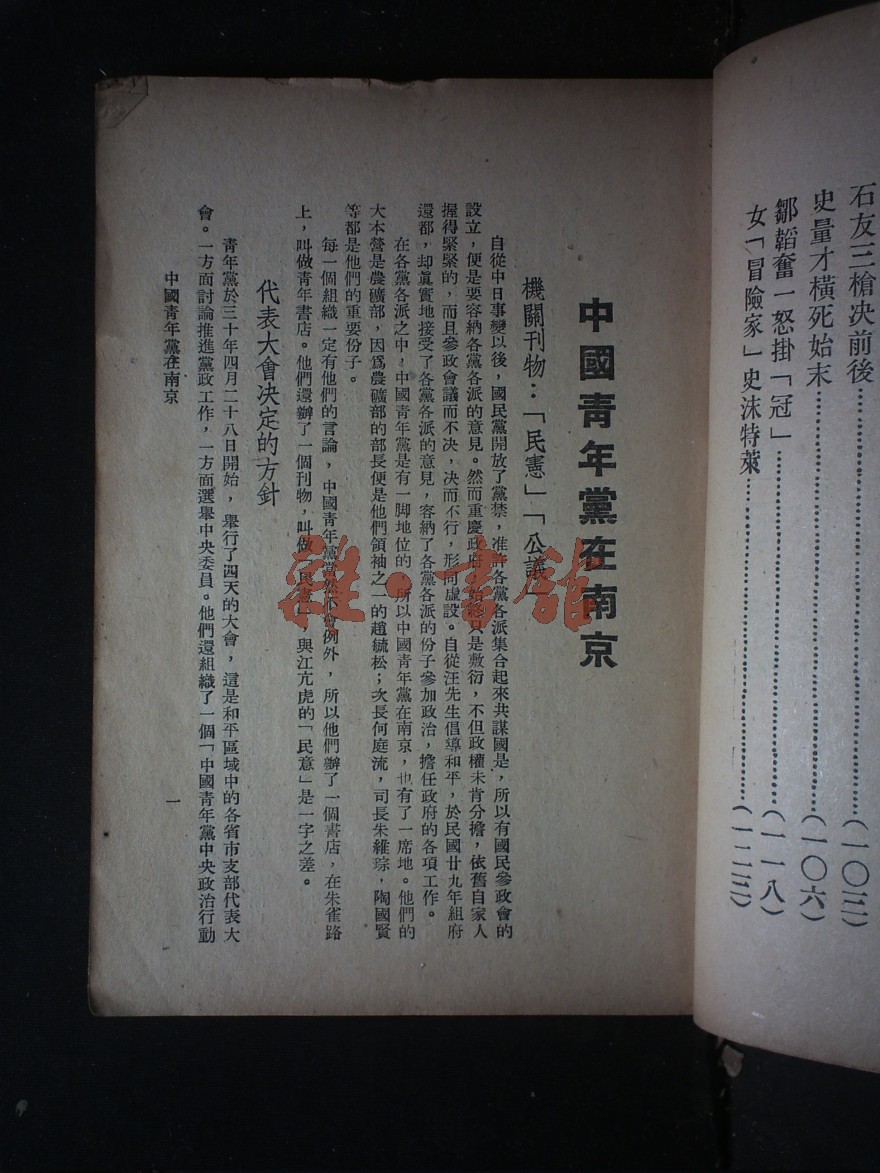 石友三槍决前後……………………(一〇三)
史量才橫死始末……………………(一〇六)
鄒韜奮一怒掛「冠」………………(一一八)
女「冒險家」史沫特萊……………(一二三)
中國青年黨在南京
機關刊物：「民憲」「公議」
自從中日事變以後，國民黨開放了黨禁，准許各黨各派集合起來共謀國是，所以有國民參政會的
設立，便是要容納各黨各派的意見。然而重慶政府始終只是敷衍，不但政權未肯分擔，依舊自家人
握得緊緊的，而且參政會議而不决，决而不行，形同虛設。自從汪先生倡導和平，於民國廿九年組府
還都，却眞實地接受了各黨各派的意見，容納了各黨各派的份子參加政治，擔任政府的各項工作。
在各黨各派之中，中國青年黨是有一脚地位的，所以中國青年黨在南京，也有了一席地。他們的
大本營是農礦部，因爲農礦部的部長便是他們領袖之一的趙毓松；次長何庭流，司長朱維琮，陶國賢
等都是他們的重要份子。
每一個組織一定有他們的言論，中國青年黨當然不會例外，所以他們辦了一個書店，在朱雀路
上，叫做青年書店。他們還辦了一個刊物，叫做「民憲」，與江亢虎的「民意」是一字之差。
代表大會决定的方針
青年黨於三十年四月二十八日開始，舉行了四天的大會，這是和平區域中的各省市支部代表大
會。一方面討論推進黨政工作，一方面選舉中央委員。他們還組織了一個「中國青年黨中央政治行動
中國青年黨在南京
一
雜·書館